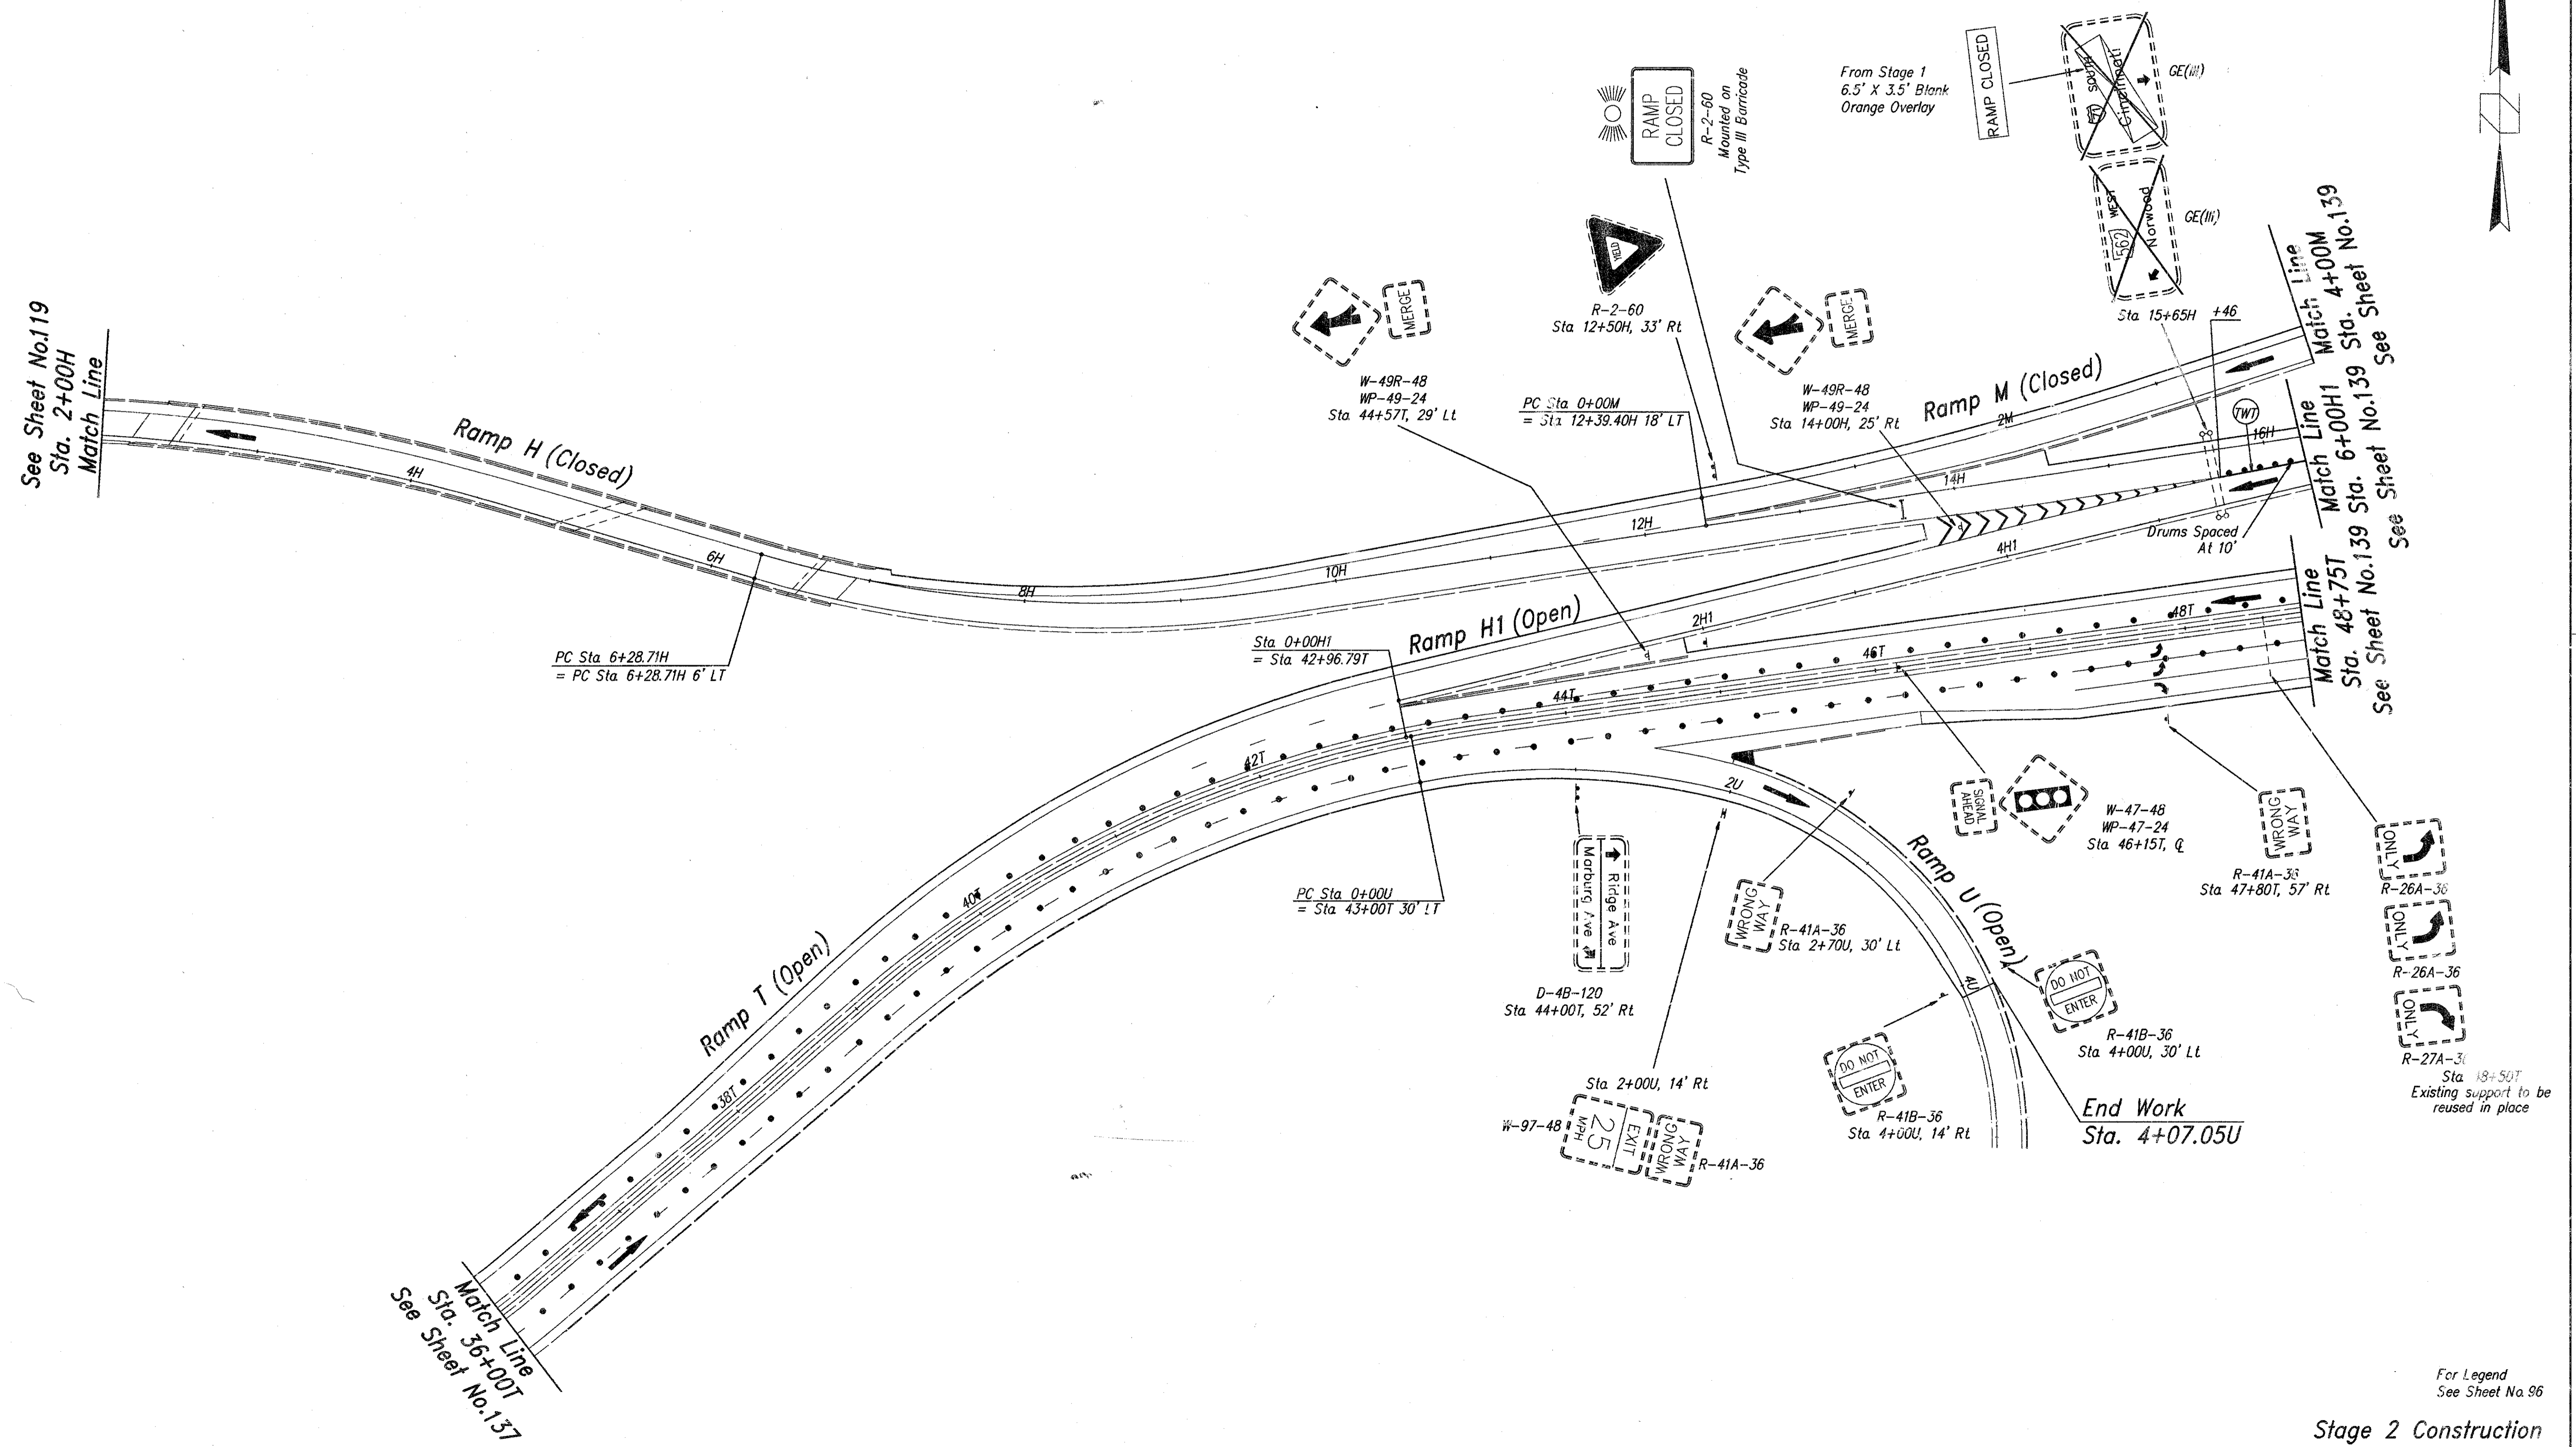 RAMP
CLOSED
R-2-60
Mounted on
Type III Barricade
From Stage 1
6.5' X 3.5' Blank
Orange Overlay
RAMP CLOSED
71 SOUTH
Cincinnati
GE(III)
562 WEST
Norwood
GE(III)
N
YIELD
R-2-60
Sta 12+50H, 33' Rt
MERGE
W-49R-48
WP-49-24
Sta 44+57T, 29' Lt
MERGE
W-49R-48
WP-49-24
Sta 14+00H, 25' Rt
PC Sta 0+00M
= Sta 12+39.40H 18' LT
Sta 15+65H
+46
TWT
16H
Drums Spaced
At 10'
Match Line
Sta. 4+00M
See Sheet No.139
Match Line
Sta. 6+00H1
See Sheet No.139
Match Line
Sta. 48+75T
See Sheet No.139
See Sheet No.119
Sta. 2+00H
Match Line
Ramp H (Closed)
4H
6H
8H
10H
12H
14H
Ramp M (Closed)
2M
PC Sta 6+28.71H
= PC Sta 6+28.71H 6' LT
Ramp H1 (Open)
2H1
4H1
Sta 0+00H1
= Sta 42+96.79T
38T
40T
42T
44T
46T
48T
Ramp T (Open)
PC Sta 0+00U
= Sta 43+00T 30' LT
2U
4U
Ramp U (Open)
Ridge Ave
Marburg Ave
D-4B-120
Sta 44+00T, 52' Rt
WRONG
WAY
R-41A-36
Sta 2+70U, 30' Lt
SIGNAL
AHEAD
W-47-48
WP-47-24
Sta 46+15T, ℄
WRONG
WAY
R-41A-36
Sta 47+80T, 57' Rt
ONLY
R-26A-36
ONLY
R-26A-36
ONLY
Existing support to be
reused in place
DO NOT
ENTER
R-41B-36
Sta 4+00U, 30' Lt
DO NOT
ENTER
R-41B-36
Sta 4+00U, 14' Rt
Sta 2+00U, 14' Rt
W-97-48
EXIT
25
MPH
WRONG
WAY
R-41A-36
End Work
Sta. 4+07.05U
Match Line
Sta. 36+00T
See Sheet No.137
For Legend
See Sheet No. 96
Stage 2 Construction